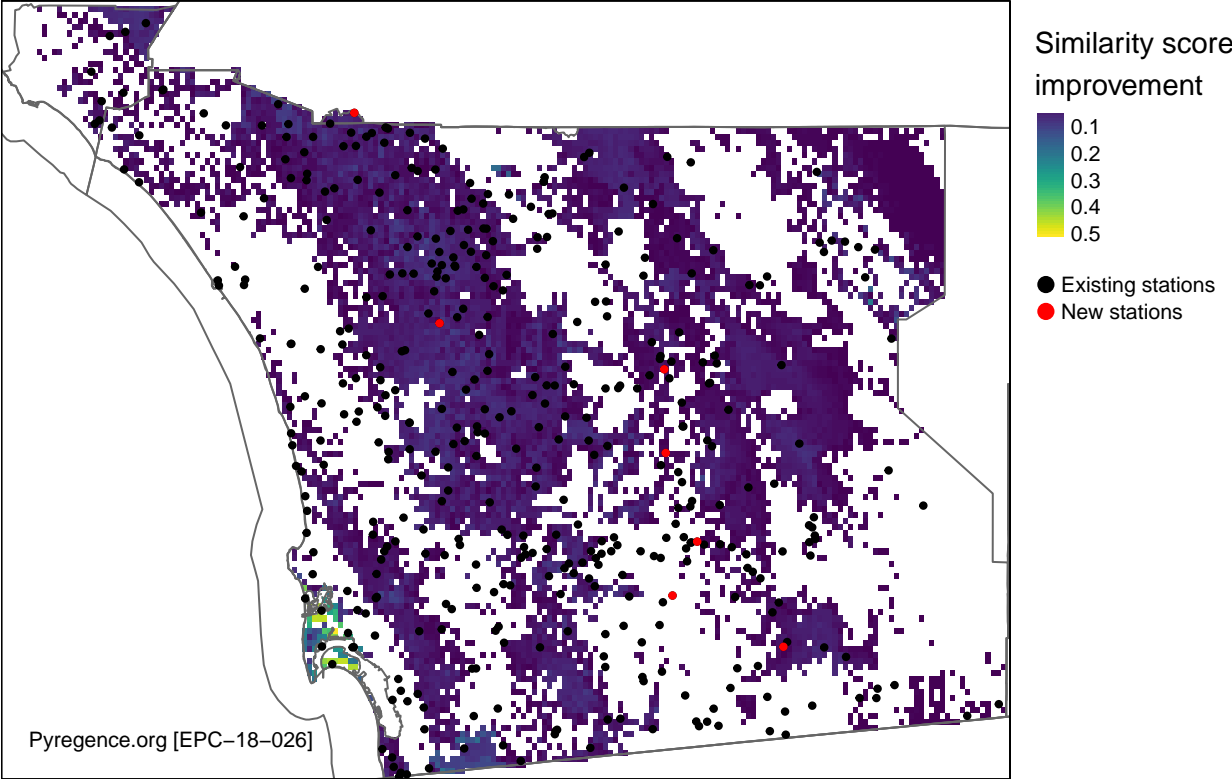 Similarity score
improvement
0.1
0.2
0.3
0.4
0.5
Existing stations
New stations
Pyregence.org [EPC−18−026]